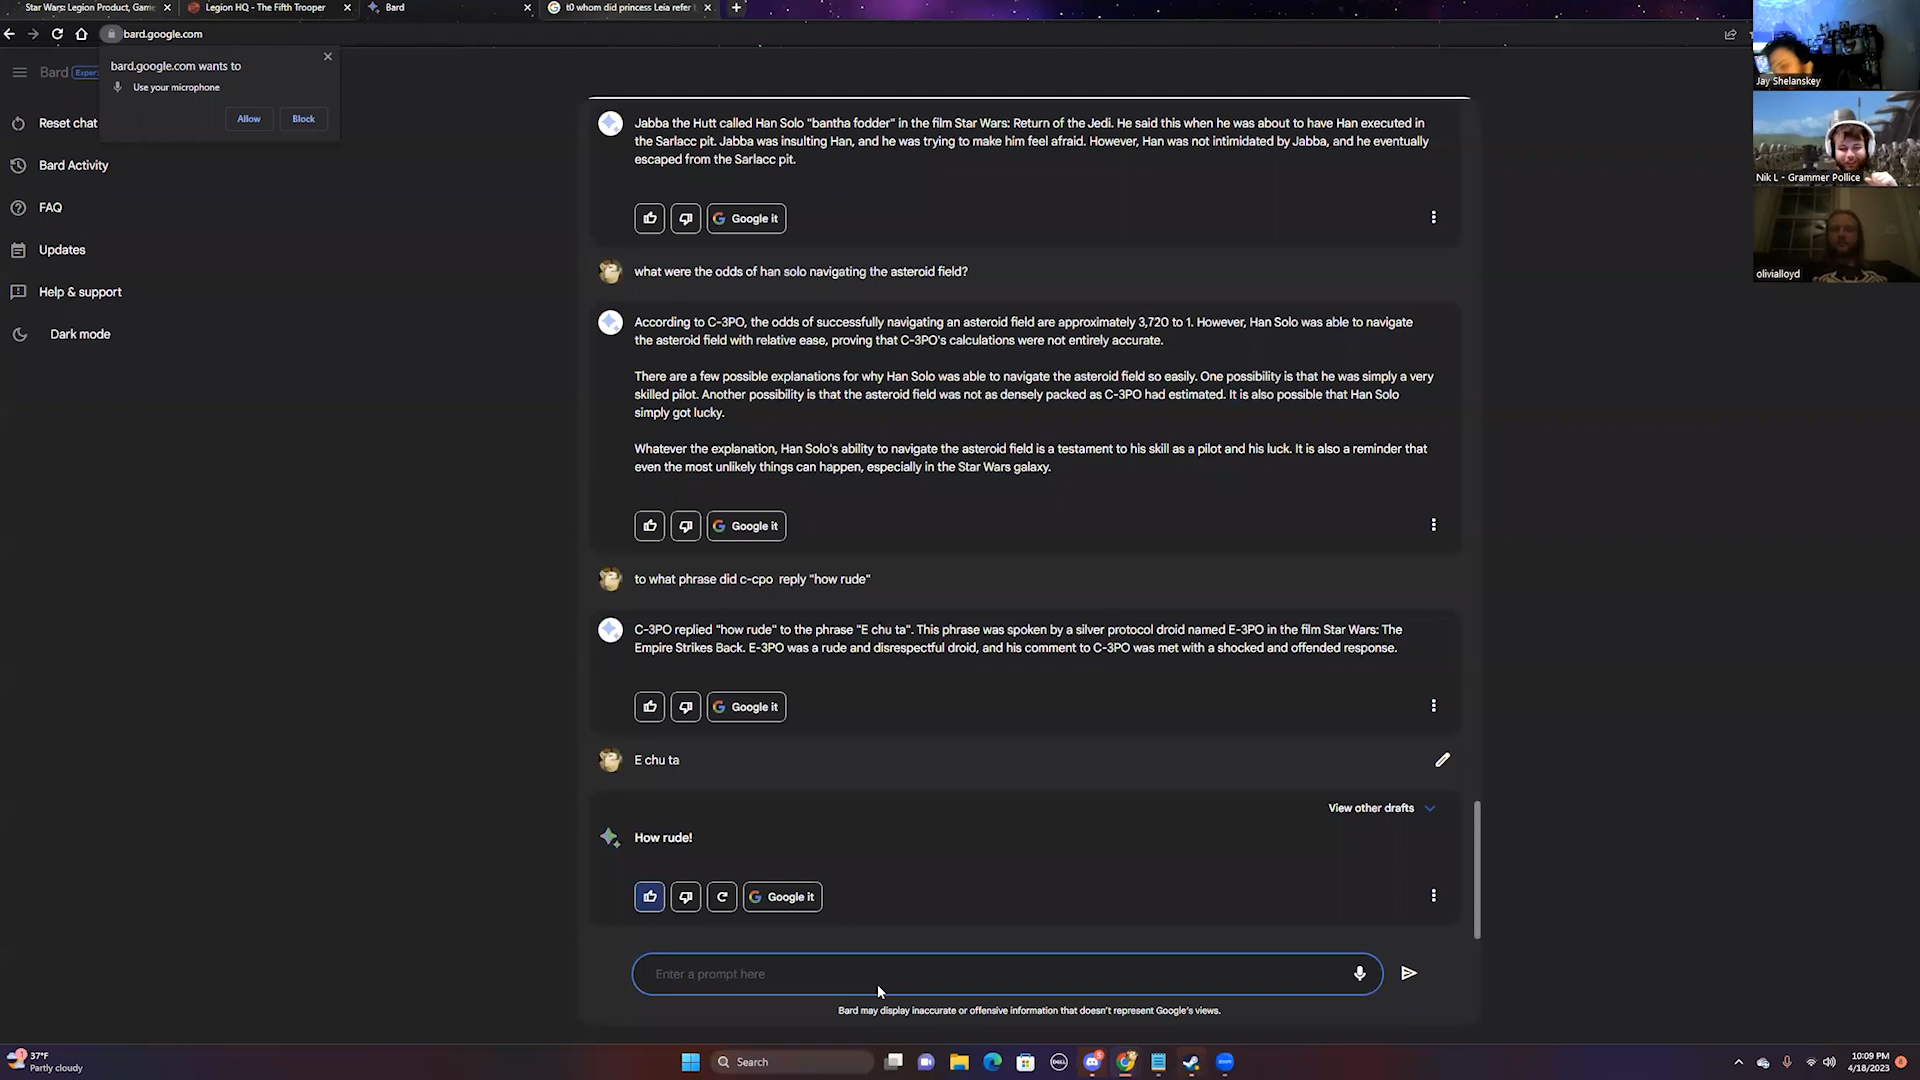 Star Wars: Legion Product, Game
Legion HQ - The Fifth Trooper
Bard
t0 whom did princess Leia refer t
bard.google.com
bard.google.com wants to
Use your microphone
Allow
Block
Bard
Reset chat
Bard Activity
FAQ
Updates
Help & support
Dark mode
Jabba the Hutt called Han Solo "bantha fodder" in the film Star Wars: Return of the Jedi. He said this when he was about to have Han executed in
the Sarlacc pit. Jabba was insulting Han, and he was trying to make him feel afraid. However, Han was not intimidated by Jabba, and he eventually
escaped from the Sarlacc pit.
Google it
what were the odds of han solo navigating the asteroid field?
According to C-3PO, the odds of successfully navigating an asteroid field are approximately 3,720 to 1. However, Han Solo was able to navigate
the asteroid field with relative ease, proving that C-3PO's calculations were not entirely accurate.
There are a few possible explanations for why Han Solo was able to navigate the asteroid field so easily. One possibility is that he was simply a very
skilled pilot. Another possibility is that the asteroid field was not as densely packed as C-3PO had estimated. It is also possible that Han Solo
simply got lucky.
Whatever the explanation, Han Solo's ability to navigate the asteroid field is a testament to his skill as a pilot and his luck. It is also a reminder that
even the most unlikely things can happen, especially in the Star Wars galaxy.
Google it
to what phrase did c-cpo reply "how rude"
C-3PO replied "how rude" to the phrase "E chu ta". This phrase was spoken by a silver protocol droid named E-3PO in the film Star Wars: The
Empire Strikes Back. E-3PO was a rude and disrespectful droid, and his comment to C-3PO was met with a shocked and offended response.
Google it
E chu ta
View other drafts
How rude!
Google it
Enter a prompt here
Bard may display inaccurate or offensive information that doesn't represent Google's views.
Jay Shelanskey
Nik L - Grammer Pollice
olivialloyd
37°F
Partly cloudy
Search
DELL
10:09 PM
4/18/2023